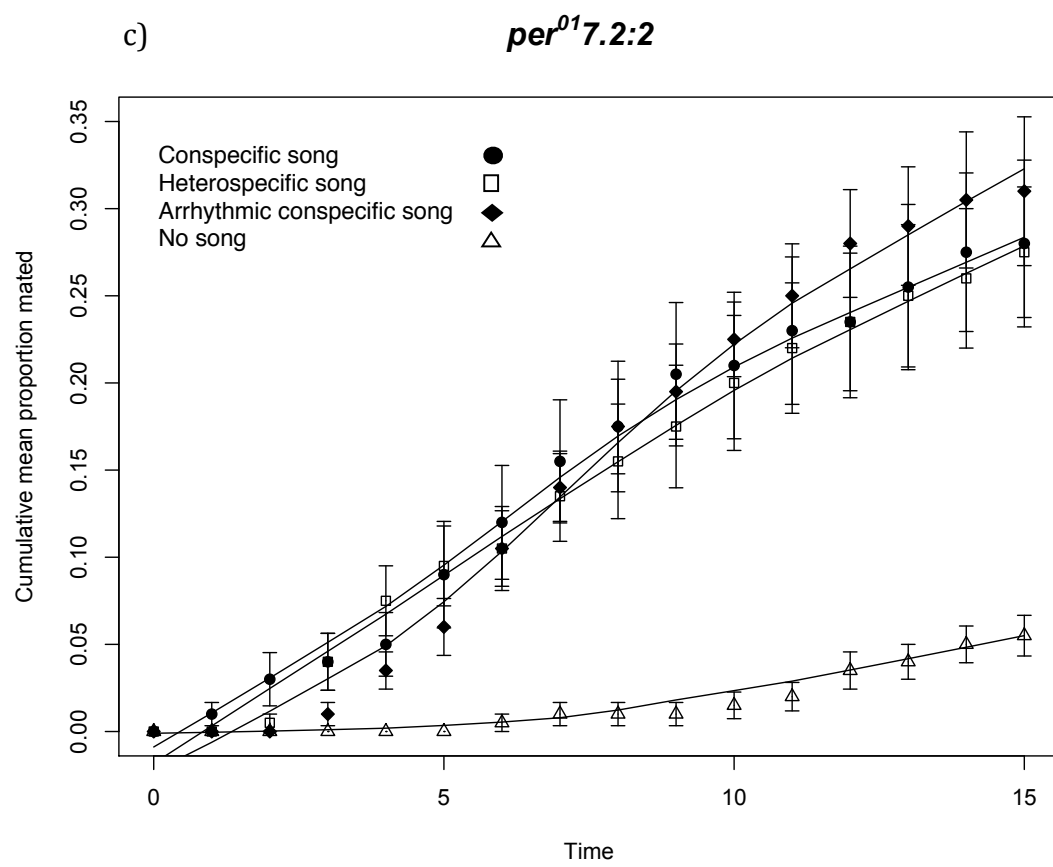 c)
per⁰¹7.2:2
Conspecific song
Heterospecific song
Arrhythmic conspecific song
No song
Cumulative mean proportion mated
0.35
0.30
0.25
0.20
0.15
0.10
0.05
0.00
0
5
10
15
Time